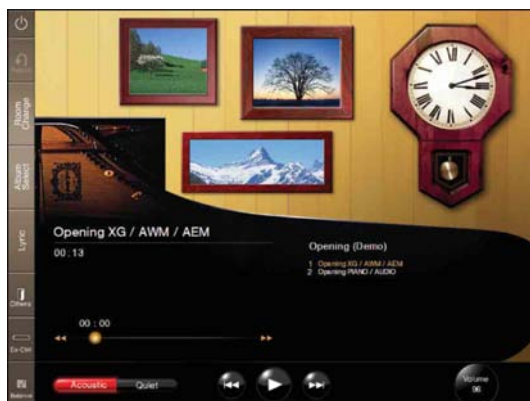 Room
Change
Album
Select
Lyric
Others
Ex-Ctrl
Balance
Opening XG / AWM / AEM
00:13
Opening (Demo)
1 Opening XG / AWM / AEM
2 Opening PIANO / AUDIO
00 : 00
Acoustic
Quiet
Volume
96